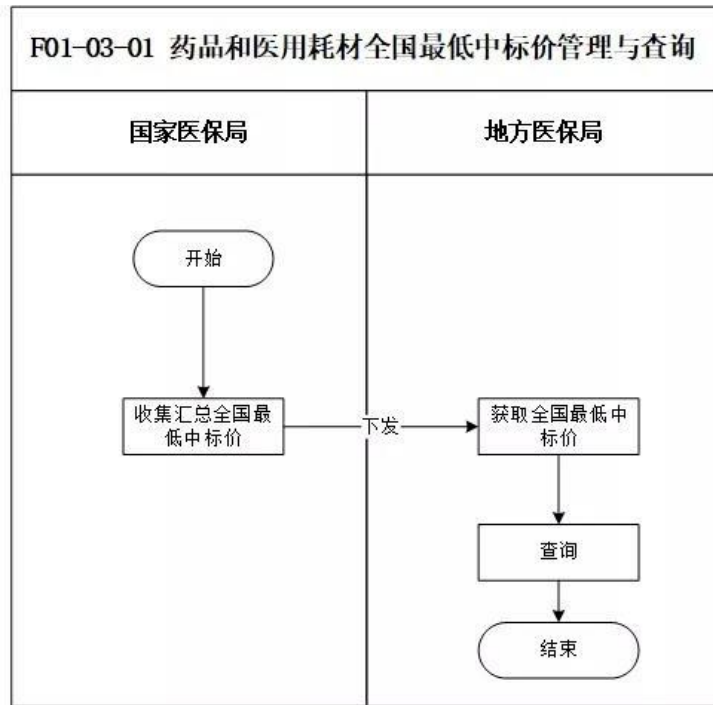 F01-03-01 药品和医用耗材全国最低中标价管理与查询
国家医保局
地方医保局
开始
收集汇总全国最
低中标价
下发
获取全国最低中
标价
查询
结束